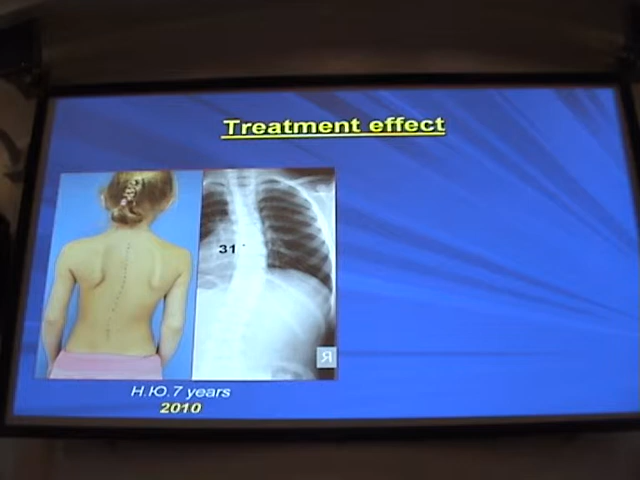 Treatment effect
31°
Я
Н.Ю. 7 years
2010